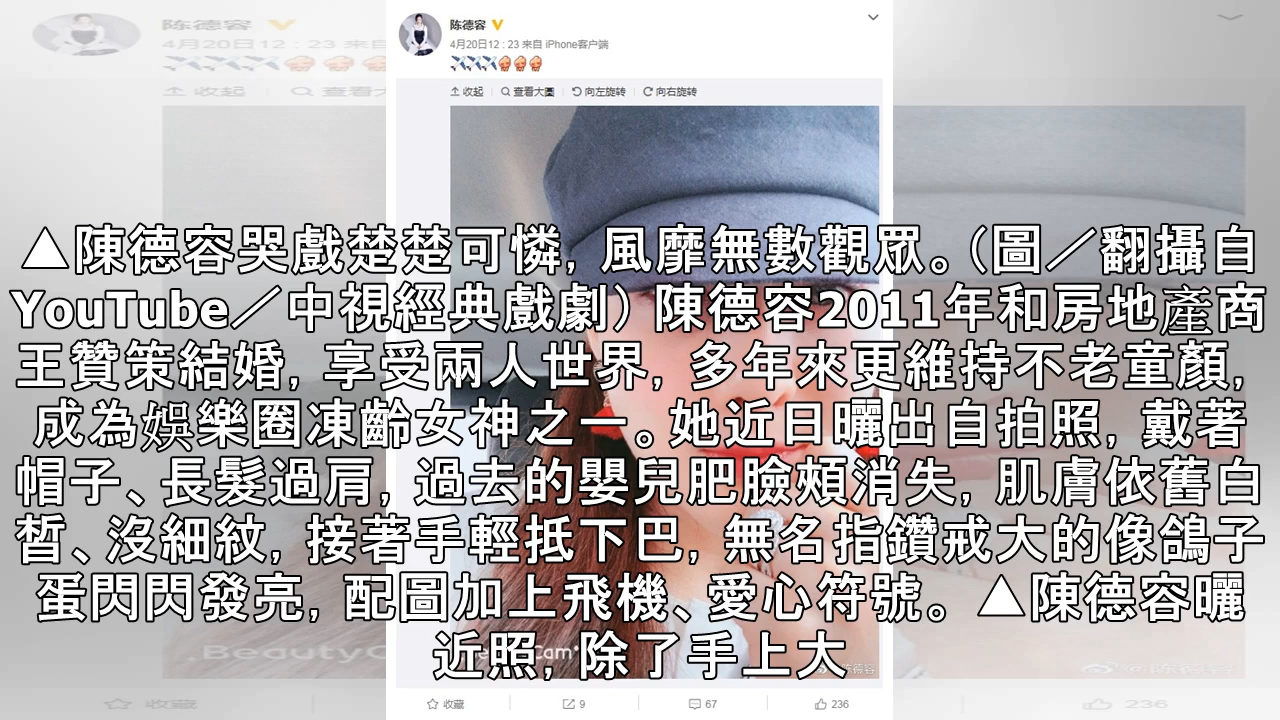 陈德容
4月20日12:23 来自 iPhone客户端
收起 查看大圖 向左旋转 向右旋转
▲陳德容哭戲楚楚可憐，風靡無數觀眾。（圖／翻攝自
YouTube／中視經典戲劇）陳德容2011年和房地產商
王贊策結婚，享受兩人世界，多年來更維持不老童顏，
成為娛樂圈凍齡女神之一。她近日曬出自拍照，戴著
帽子、長髮過肩，過去的嬰兒肥臉頰消失，肌膚依舊白
皙、沒細紋，接著手輕抵下巴，無名指鑽戒大的像鴿子
蛋閃閃發亮，配圖加上飛機、愛心符號。▲陳德容曬
近照，除了手上大
收藏 9 67 236